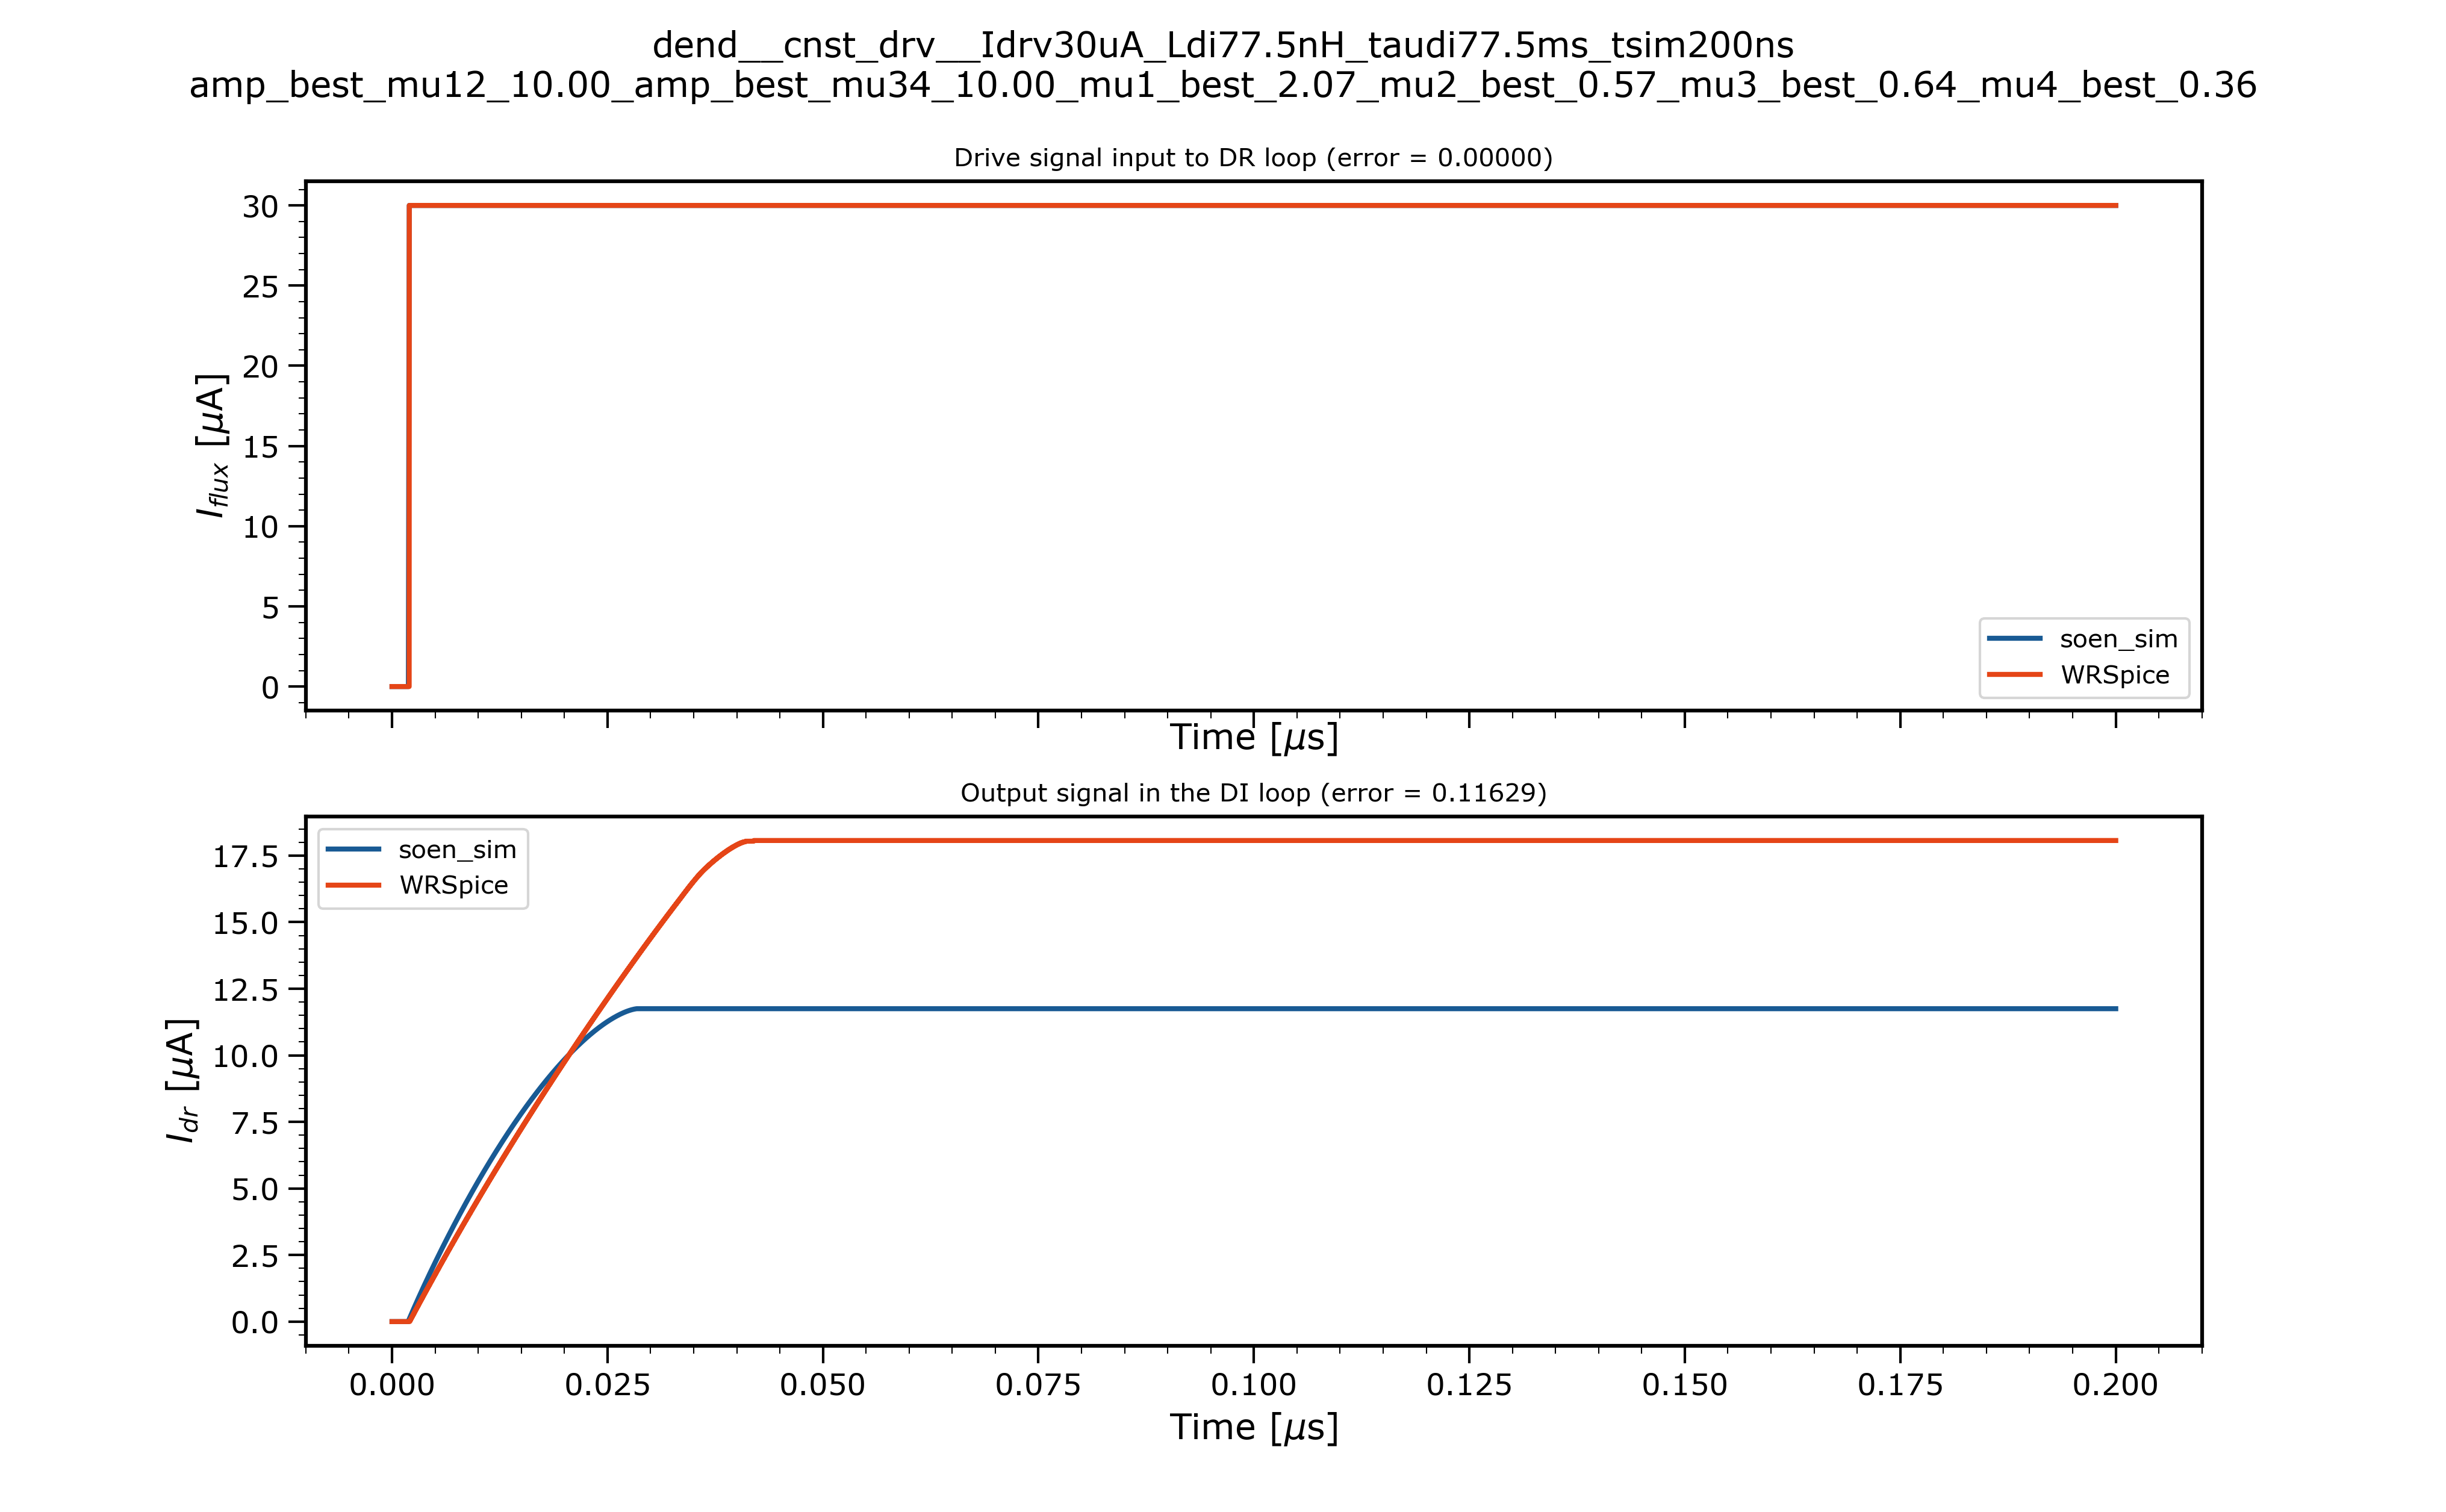 dend__cnst_drv__Idrv30uA_Ldi77.5nH_taudi77.5ms_tsim200ns
amp_best_mu12_10.00_amp_best_mu34_10.00_mu1_best_2.07_mu2_best_0.57_mu3_best_0.64_mu4_best_0.36
Drive signal input to DR loop (error = 0.00000)
30
25
20
15
10
5
0
I_flux [μA]
soen_sim
WRSpice
Time [μs]
Output signal in the DI loop (error = 0.11629)
soen_sim
WRSpice
17.5
15.0
12.5
10.0
7.5
5.0
2.5
0.0
I_dr [μA]
0.000 0.025 0.050 0.075 0.100 0.125 0.150 0.175 0.200
Time [μs]